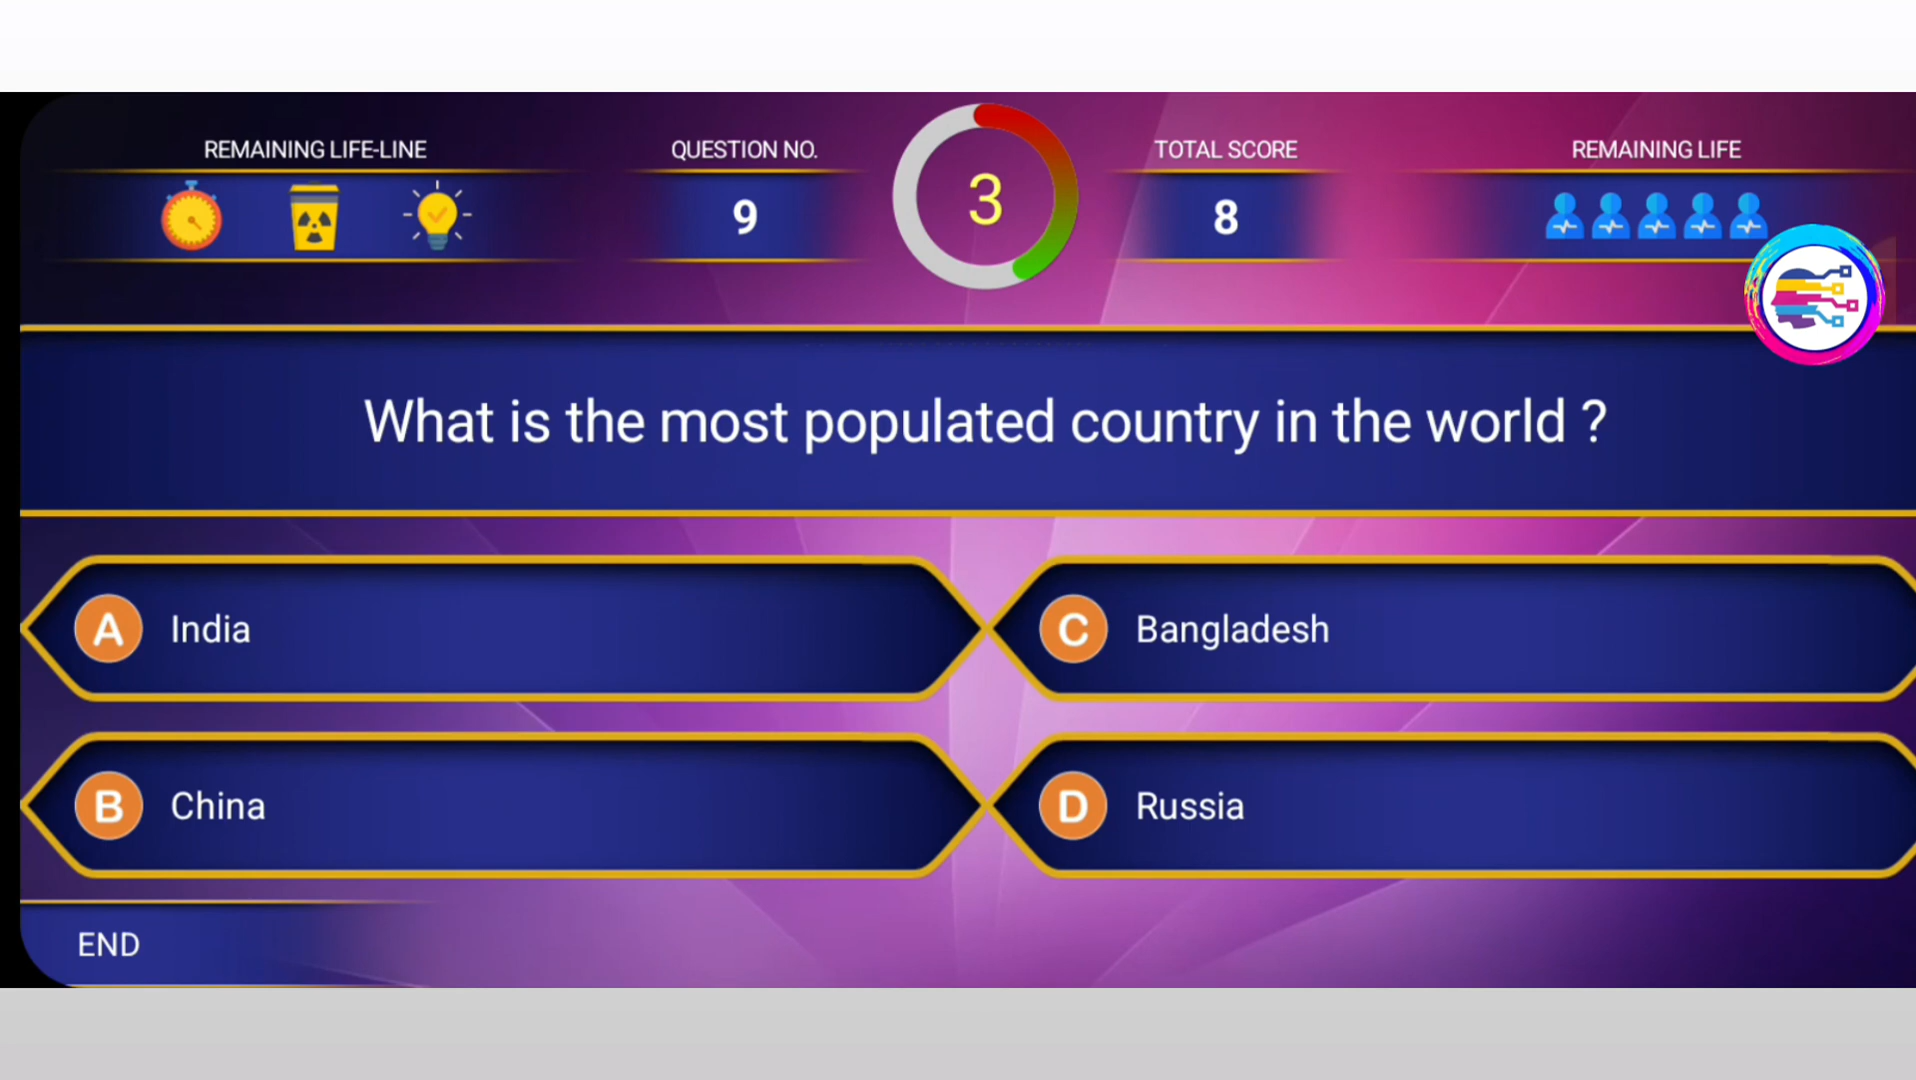 REMAINING LIFE-LINE
QUESTION NO.
9
3
TOTAL SCORE
8
REMAINING LIFE
What is the most populated country in the world ?
A India
C Bangladesh
B China
D Russia
END